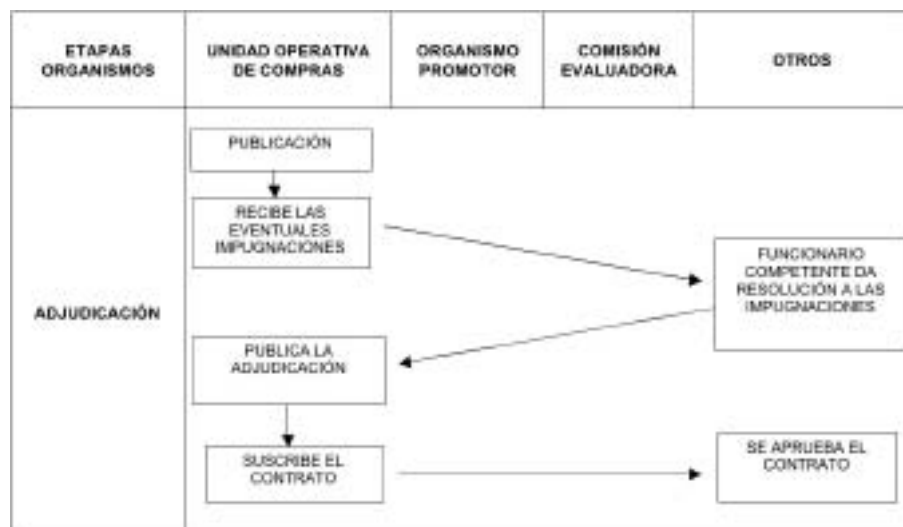 ETAPAS
ORGANISMOS
UNIDAD OPERATIVA
DE COMPRAS
ORGANISMO
PROMOTOR
COMISIÓN
EVALUADORA
OTROS
ADJUDICACIÓN
PUBLICACIÓN
RECIBE LAS
EVENTUALES
IMPUGNACIONES
FUNCIONARIO
COMPETENTE DA
RESOLUCIÓN A LAS
IMPUGNACIONES
PUBLICA LA
ADJUDICACIÓN
SUSCRIBE EL
CONTRATO
SE APRUEBA EL
CONTRATO